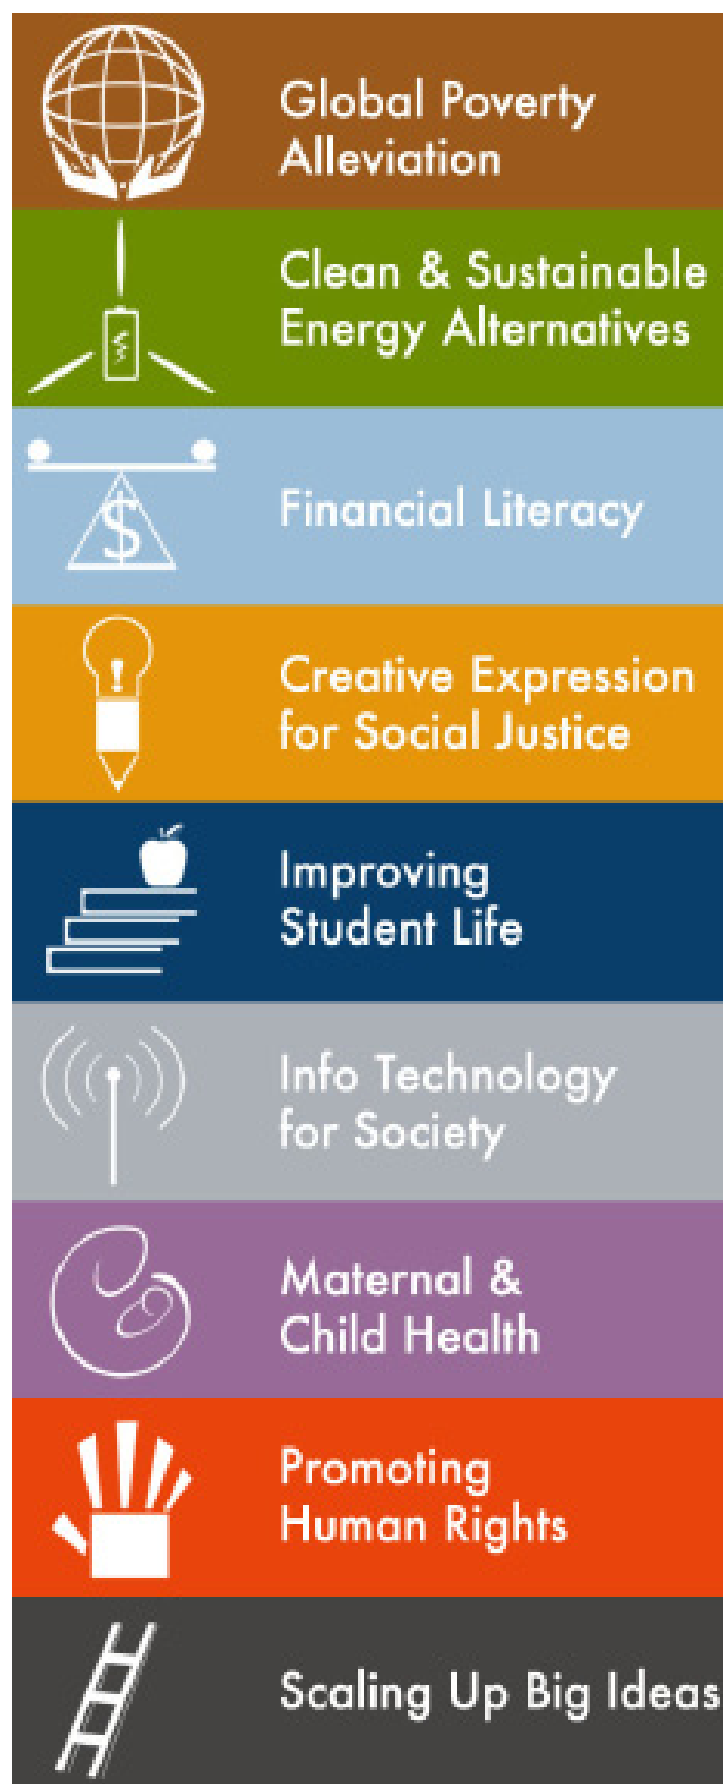 Global Poverty
Alleviation
Clean & Sustainable
Energy Alternatives
$
Financial Literacy
!
Creative Expression
for Social Justice
Improving
Student Life
Info Technology
for Society
Maternal &
Child Health
Promoting
Human Rights
Scaling Up Big Ideas